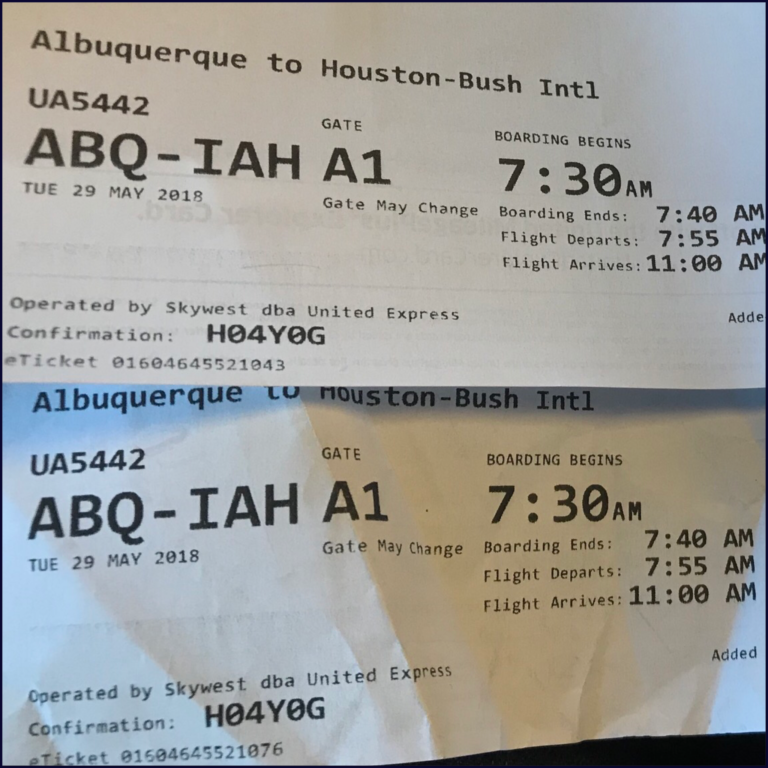 Albuquerque to Houston-Bush Intl
UA5442
ABQ-IAH
TUE 29 MAY 2018
GATE
A1
Gate May Change
BOARDING BEGINS
7:30AM
Boarding Ends: 7:40 AM
Flight Departs: 7:55 AM
Flight Arrives: 11:00 AM
Operated by Skywest dba United Express
Confirmation: H04Y0G
eTicket 01604645521043
Adde
Albuquerque to Houston-Bush Intl
UA5442
ABQ-IAH
TUE 29 MAY 2018
GATE
A1
Gate May Change
BOARDING BEGINS
7:30AM
Boarding Ends: 7:40 AM
Flight Departs: 7:55 AM
Flight Arrives: 11:00 AM
Added
Operated by Skywest dba United Express
Confirmation: H04Y0G
eTicket 01604645521076